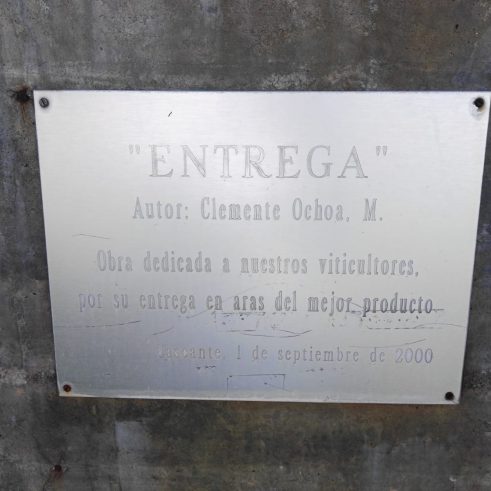 "ENTREGA"
Autor: Clemente Ochoa, M.
Obra dedicada a nuestros viticultores,
por su entrega en aras del mejor producto
Cascante, 1 de septiembre de 2000